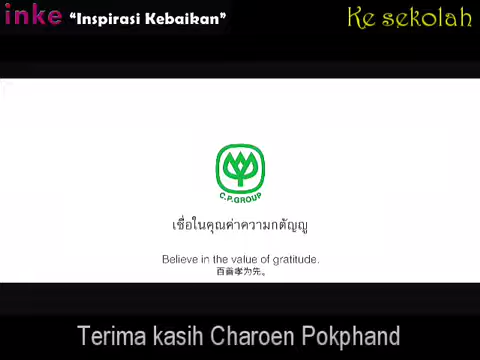 inke "Inspirasi Kebaikan"
Ke sekolah
C.P.GROUP
เชื่อในคุณค่าความกตัญญู
Believe in the value of gratitude.
百善孝为先。
Terima kasih Charoen Pokphand